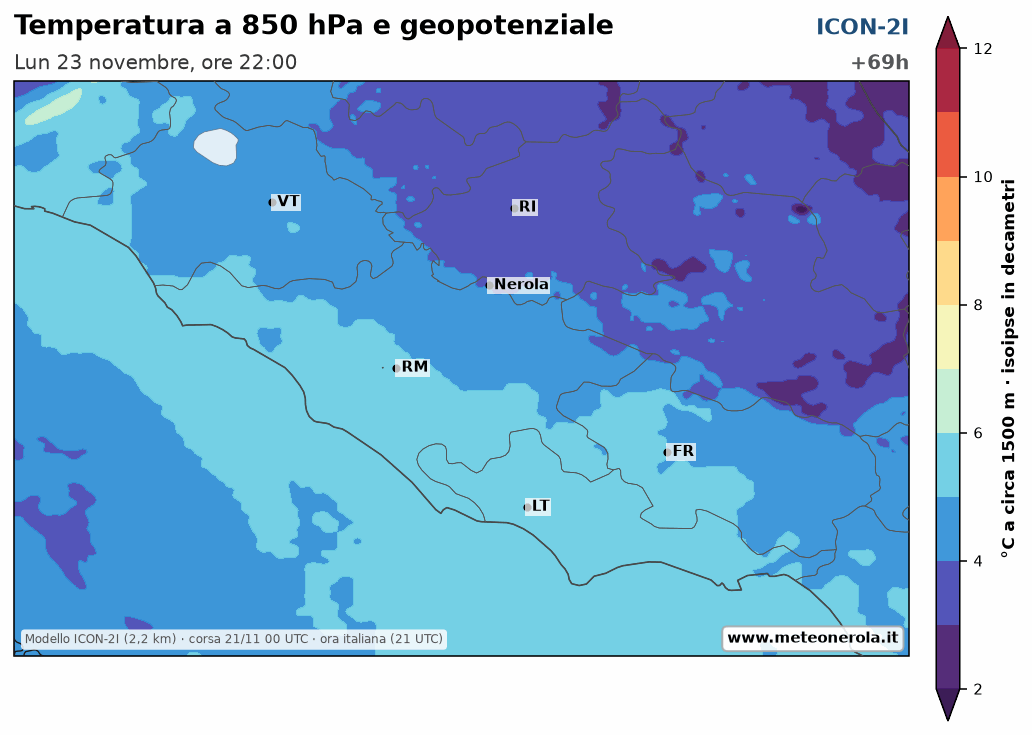 Temperatura a 850 hPa e geopotenziale
ICON-2I
Lun 23 novembre, ore 22:00
+69h
VT
RI
Nerola
RM
FR
LT
Modello ICON-2I (2,2 km) · corsa 21/11 00 UTC · ora italiana (21 UTC)
www.meteonerola.it
12
10
8
6
4
2
°C a circa 1500 m · isoipse in decametri